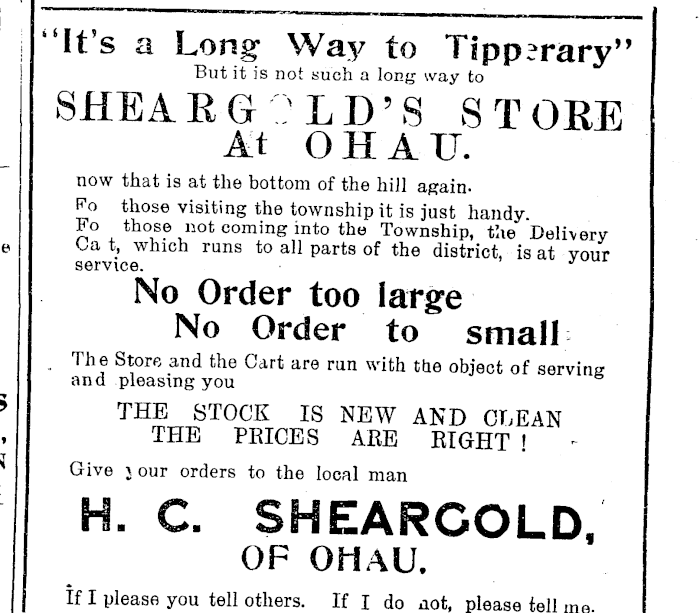 "It's a Long Way to Tipperary"
But it is not such a long way to
SHEARGOLD'S STORE
At OHAU.
now that is at the bottom of the hill again.
Fo those visiting the township it is just handy.
Fo those not coming into the Township, the Delivery
Ca t, which runs to all parts of the district, is at your
service.
No Order too large
No Order to small
The Store and the Cart are run with the object of serving
and pleasing you
THE STOCK IS NEW AND CLEAN
THE PRICES ARE RIGHT !
Give your orders to the local man
H. C. SHEARGOLD,
OF OHAU.
If I please you tell others. If I do not, please tell me.